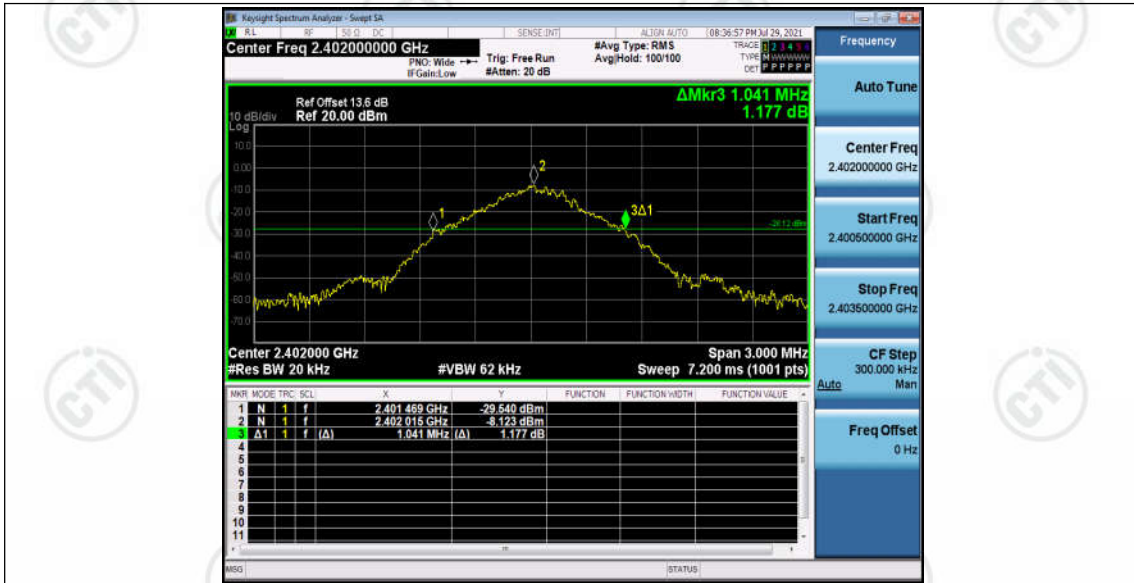 Keysight Spectrum Analyzer - Swept SA
RL RF 50 Ω DC SENSE:INT ALIGN AUTO 08:36:57 PM Jul 29, 2021
Center Freq 2.402000000 GHz
PNO: Wide
IFGain:Low
Trig: Free Run
#Atten: 20 dB
#Avg Type: RMS
Avg|Hold: 100/100
TRACE 1 2 3 4 5 6
TYPE M W W W W W
DET P P P P P P
Frequency
Auto Tune
Center Freq
2.402000000 GHz
Start Freq
2.400500000 GHz
Stop Freq
2.403500000 GHz
CF Step
300.000 kHz
Auto Man
Freq Offset
0 Hz
ΔMkr3 1.041 MHz
1.177 dB
Ref Offset 13.6 dB
10 dB/div Ref 20.00 dBm
Log
10.0
0.00
-10.0
-20.0
-30.0
-40.0
-50.0
-60.0
-70.0
1
2
3Δ1
-28.12 dBm
Center 2.402000 GHz Span 3.000 MHz
#Res BW 20 kHz #VBW 62 kHz Sweep 7.200 ms (1001 pts)
MKR MODE TRC SCL X Y FUNCTION FUNCTION WIDTH FUNCTION VALUE
1 N 1 f 2.401 469 GHz -29.540 dBm
2 N 1 f 2.402 015 GHz -8.123 dBm
3 Δ1 1 f (Δ) 1.041 MHz (Δ) 1.177 dB
4
5
6
7
8
9
10
11
MSG STATUS
CTI
CTI
CTI
CTI